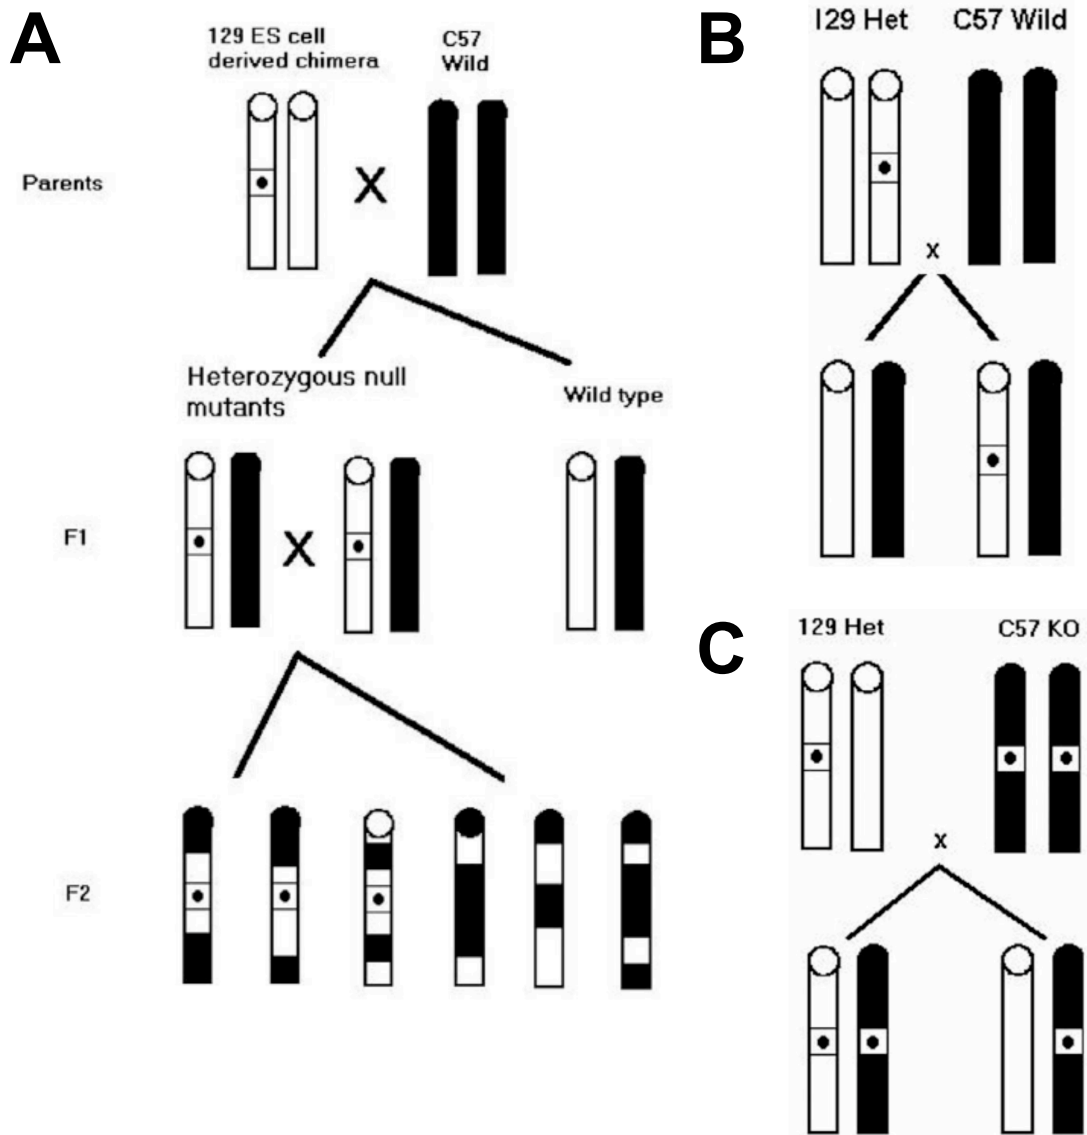 A
129 ES cell
derived chimera
C57
Wild
Parents
X
Heterozygous null
mutants
Wild type
F1
X
F2
B
I29 Het
C57 Wild
x
C
129 Het
C57 KO
x